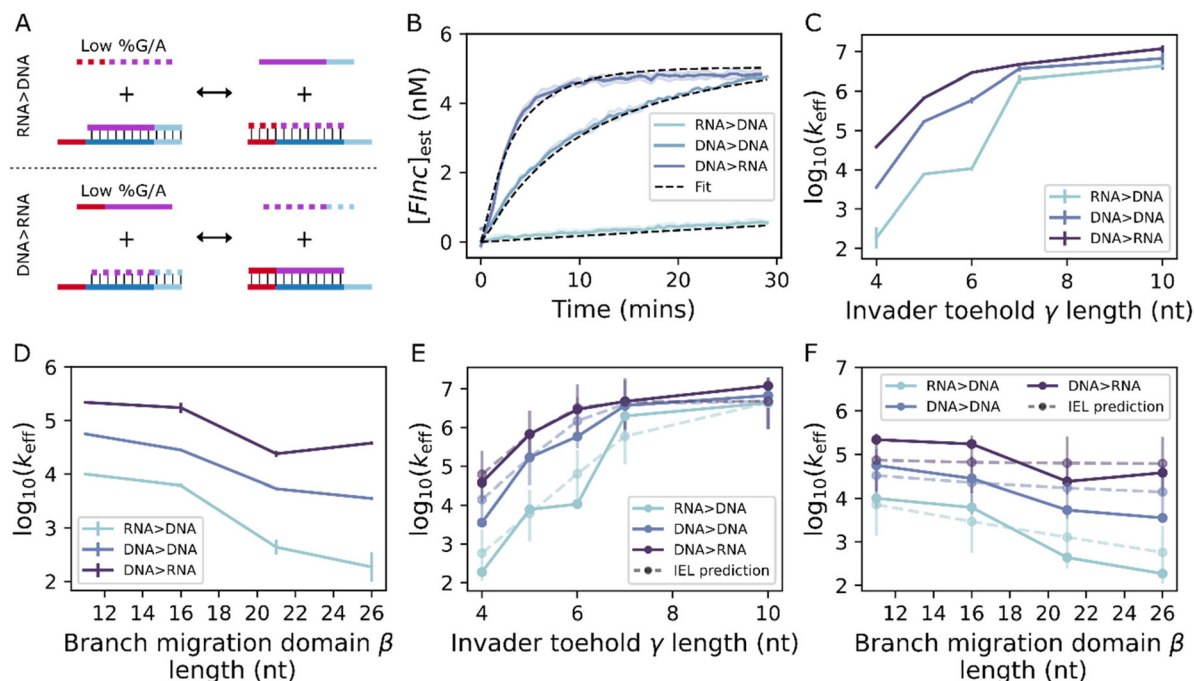 A
RNA>DNA
Low %G/A
+
+
DNA>RNA
Low %G/A
+
+
B
[FInc]est (nM)
6
4
2
0
RNA>DNA
DNA>DNA
DNA>RNA
Fit
0
10
20
30
Time (mins)
C
log10(keff)
7
6
5
4
3
2
RNA>DNA
DNA>DNA
DNA>RNA
4
6
8
10
Invader toehold γ length (nt)
D
log10(keff)
6
5
4
3
2
RNA>DNA
DNA>DNA
DNA>RNA
12 14 16 18 20 22 24 26
Branch migration domain β
length (nt)
E
log10(keff)
7
6
5
4
3
2
RNA>DNA
DNA>DNA
DNA>RNA
IEL prediction
4
6
8
10
Invader toehold γ length (nt)
F
log10(keff)
7
6
5
4
3
2
RNA>DNA
DNA>DNA
DNA>RNA
IEL prediction
12 14 16 18 20 22 24 26
Branch migration domain β
length (nt)